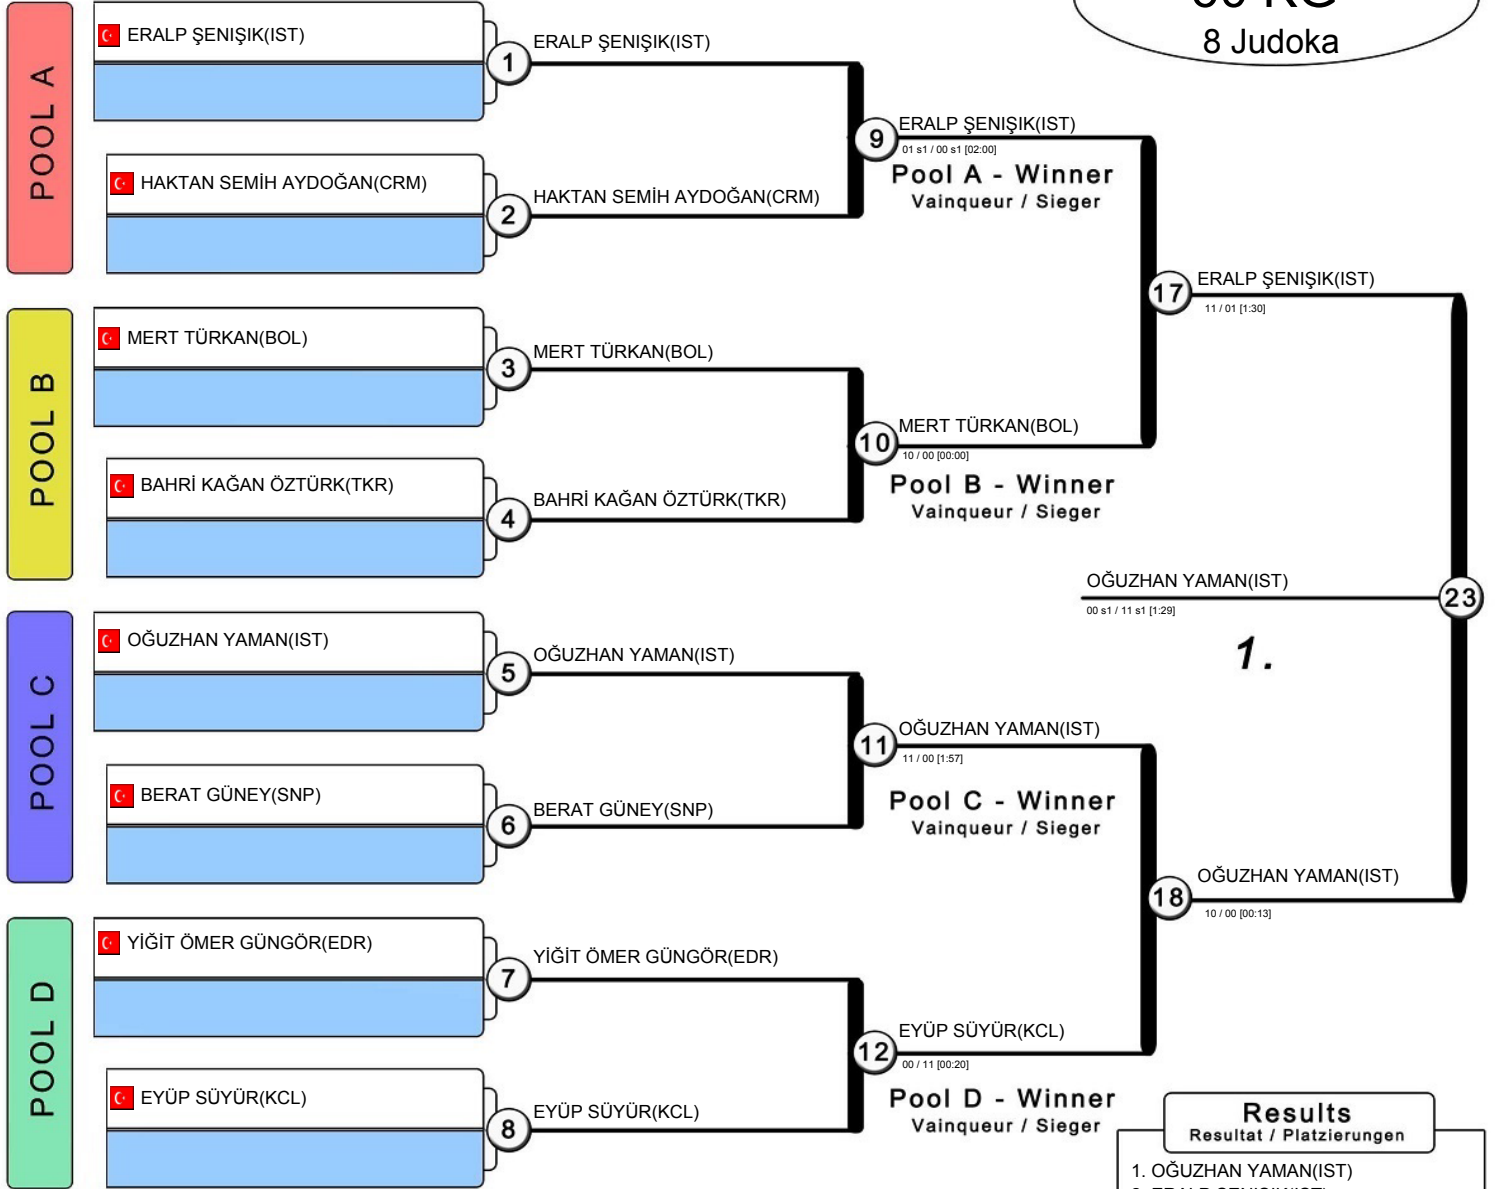 KG
8 Judoka
POOL A
ERALP ŞENIŞIK(IST)
1
ERALP ŞENIŞIK(IST)
HAKTAN SEMİH AYDOĞAN(CRM)
2
HAKTAN SEMİH AYDOĞAN(CRM)
9
ERALP ŞENIŞIK(IST)
01 s1 / 00 s1 [02:00]
Pool A - Winner
Vainqueur / Sieger
POOL B
MERT TÜRKAN(BOL)
3
MERT TÜRKAN(BOL)
BAHRİ KAĞAN ÖZTÜRK(TKR)
4
BAHRİ KAĞAN ÖZTÜRK(TKR)
10
MERT TÜRKAN(BOL)
10 / 00 [00:00]
Pool B - Winner
Vainqueur / Sieger
17
ERALP ŞENIŞIK(IST)
11 / 01 [1:30]
POOL C
OĞUZHAN YAMAN(IST)
5
OĞUZHAN YAMAN(IST)
BERAT GÜNEY(SNP)
6
BERAT GÜNEY(SNP)
11
OĞUZHAN YAMAN(IST)
11 / 00 [1:57]
Pool C - Winner
Vainqueur / Sieger
POOL D
YİĞİT ÖMER GÜNGÖR(EDR)
7
YİĞİT ÖMER GÜNGÖR(EDR)
EYÜP SÜYÜR(KCL)
8
EYÜP SÜYÜR(KCL)
12
EYÜP SÜYÜR(KCL)
00 / 11 [00:20]
Pool D - Winner
Vainqueur / Sieger
18
OĞUZHAN YAMAN(IST)
10 / 00 [00:13]
OĞUZHAN YAMAN(IST)
23
00 s1 / 11 s1 [1:29]
1.
Results
Resultat / Platzierungen
1. OĞUZHAN YAMAN(IST)